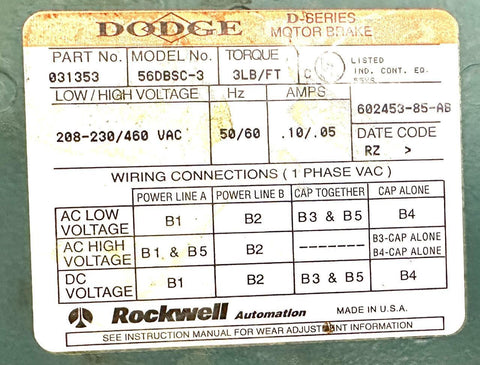 DODGE D-SERIES
MOTOR BRAKE
PART No. MODEL No. TORQUE
031353 56DBSC-3 3LB/FT
LISTED
IND. CONT. EQ.
LOW / HIGH VOLTAGE Hz AMPS
208-230/460 VAC 50/60 .10/.05
602453-85-AB
DATE CODE
RZ >
WIRING CONNECTIONS ( 1 PHASE VAC )
POWER LINE A POWER LINE B CAP TOGETHER CAP ALONE
AC LOW VOLTAGE B1 B2 B3 & B5 B4
AC HIGH VOLTAGE B1 & B5 B2 ------- B3-CAP ALONE
B4-CAP ALONE
DC VOLTAGE B1 B2 B3 & B5 B4
Rockwell Automation MADE IN U.S.A.
SEE INSTRUCTION MANUAL FOR WEAR ADJUSTMENT INFORMATION